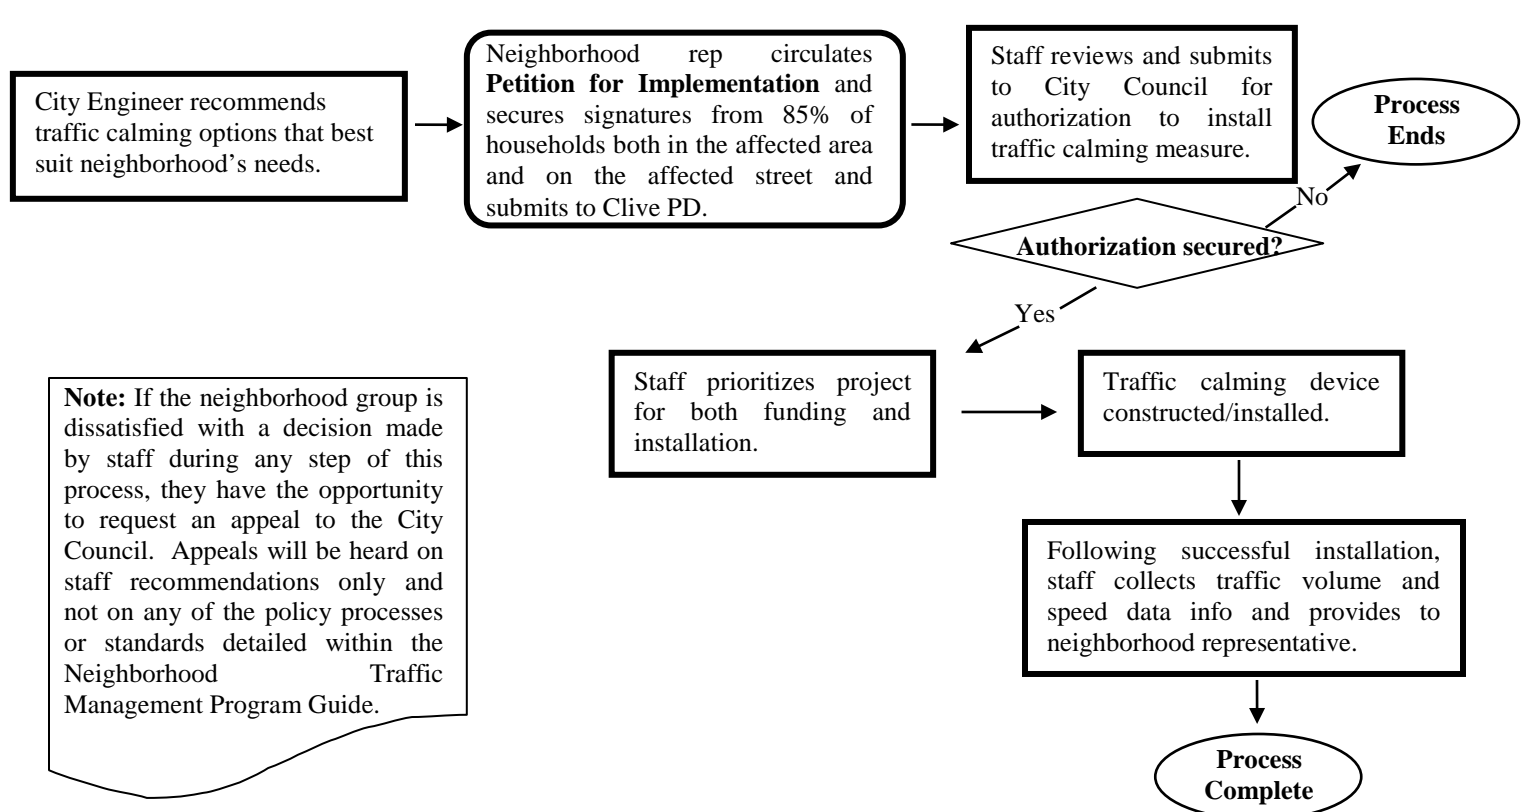 City Engineer recommends
traffic calming options that best
suit neighborhood's needs.
Neighborhood rep circulates
Petition for Implementation and
secures signatures from 85% of
households both in the affected area
and on the affected street and
submits to Clive PD.
Staff reviews and submits
to City Council for
authorization to install
traffic calming measure.
Process
Ends
No
Authorization secured?
Yes
Staff prioritizes project
for both funding and
installation.
Traffic calming device
constructed/installed.
Following successful installation,
staff collects traffic volume and
speed data info and provides to
neighborhood representative.
Process
Complete
Note: If the neighborhood group is
dissatisfied with a decision made
by staff during any step of this
process, they have the opportunity
to request an appeal to the City
Council. Appeals will be heard on
staff recommendations only and
not on any of the policy processes
or standards detailed within the
Neighborhood Traffic
Management Program Guide.